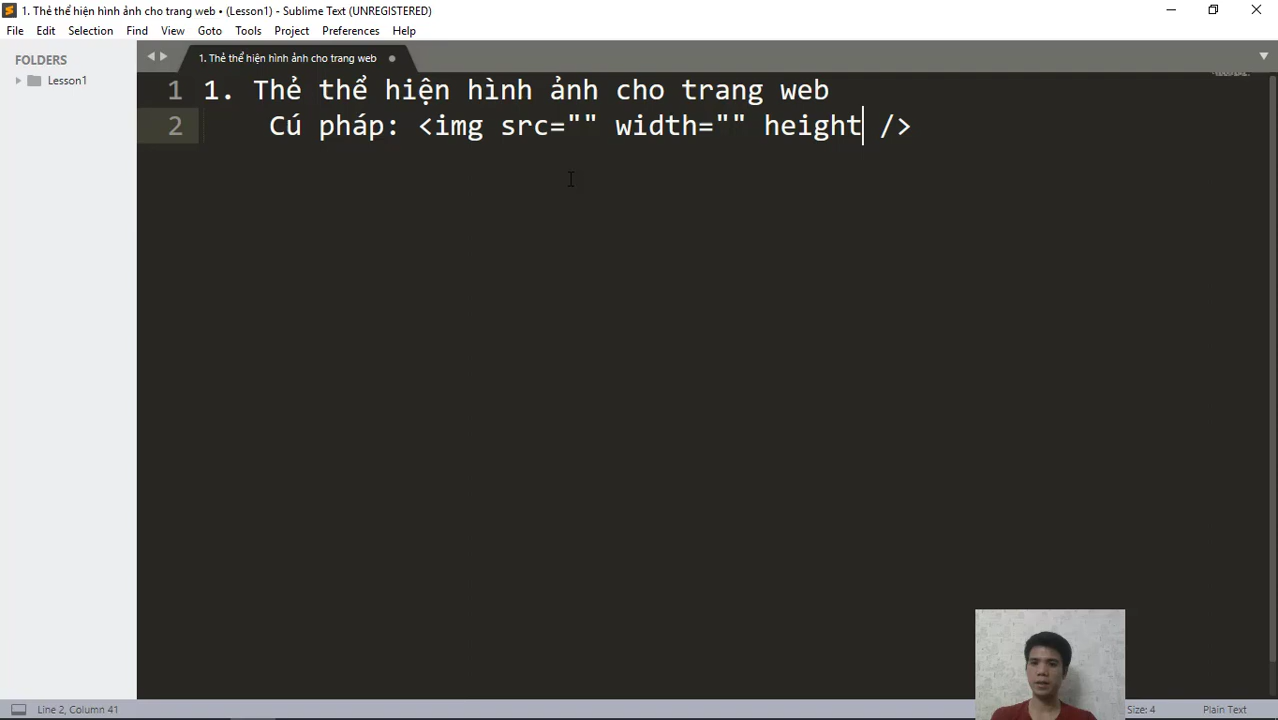 1. Thẻ thể hiện hình ảnh cho trang web • (Lesson1) - Sublime Text (UNREGISTERED)
File Edit Selection Find View Goto Tools Project Preferences Help
FOLDERS
Lesson1
1. Thẻ thể hiện hình ảnh cho trang web
1 1. Thẻ thể hiện hình ảnh cho trang web
2 Cú pháp: <img src="" width="" height />
Line 2, Column 41
Size: 4
Plain Text